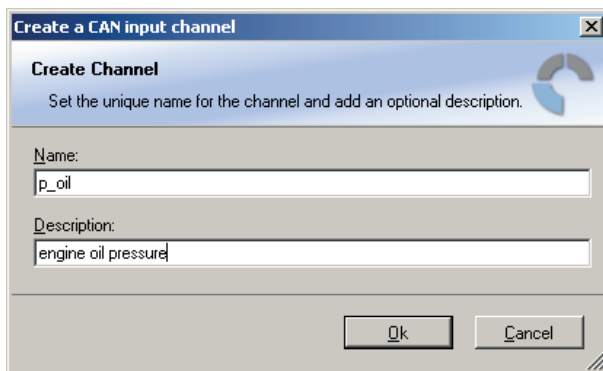 Create a CAN input channel
Create Channel
Set the unique name for the channel and add an optional description.
Name:
p_oil
Description:
engine oil pressure
Ok
Cancel